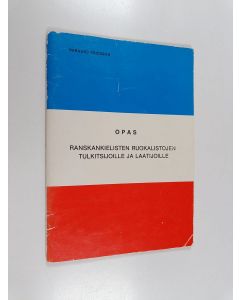 OPAS
RANSKANKIELISTEN RUOKALISTOJEN
TULKITSIJOILLE JA LAATIJOILLE